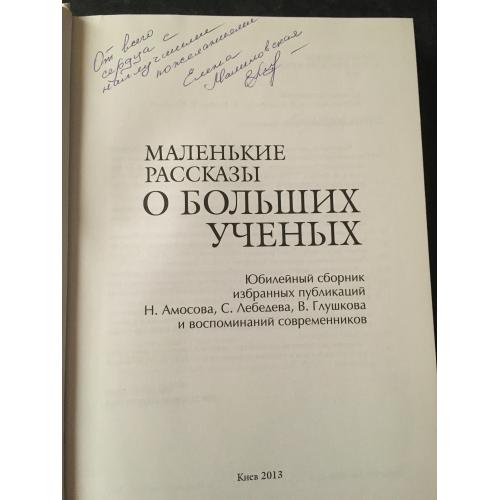 От всего
сердца с
наилучшими
пожеланиями
Елена
Малиновская
МАЛЕНЬКИЕ
РАССКАЗЫ
О БОЛЬШИХ
УЧЕНЫХ
Юбилейный сборник
избранных публикаций
Н. Амосова, С. Лебедева, В. Глушкова
и воспоминаний современников
Киев 2013